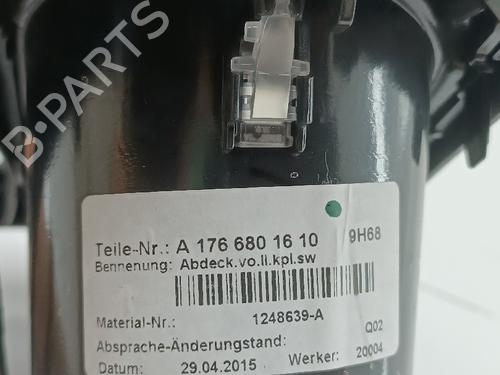 B-PARTS
Teile-Nr.: A 176 680 16 10 9H68
Bennenung: Abdeck.vo.li.kpl.sw
Material-Nr.: 1248639-A
Absprache-Änderungstand: Q02
Datum: 29.04.2015 Werker: 20004